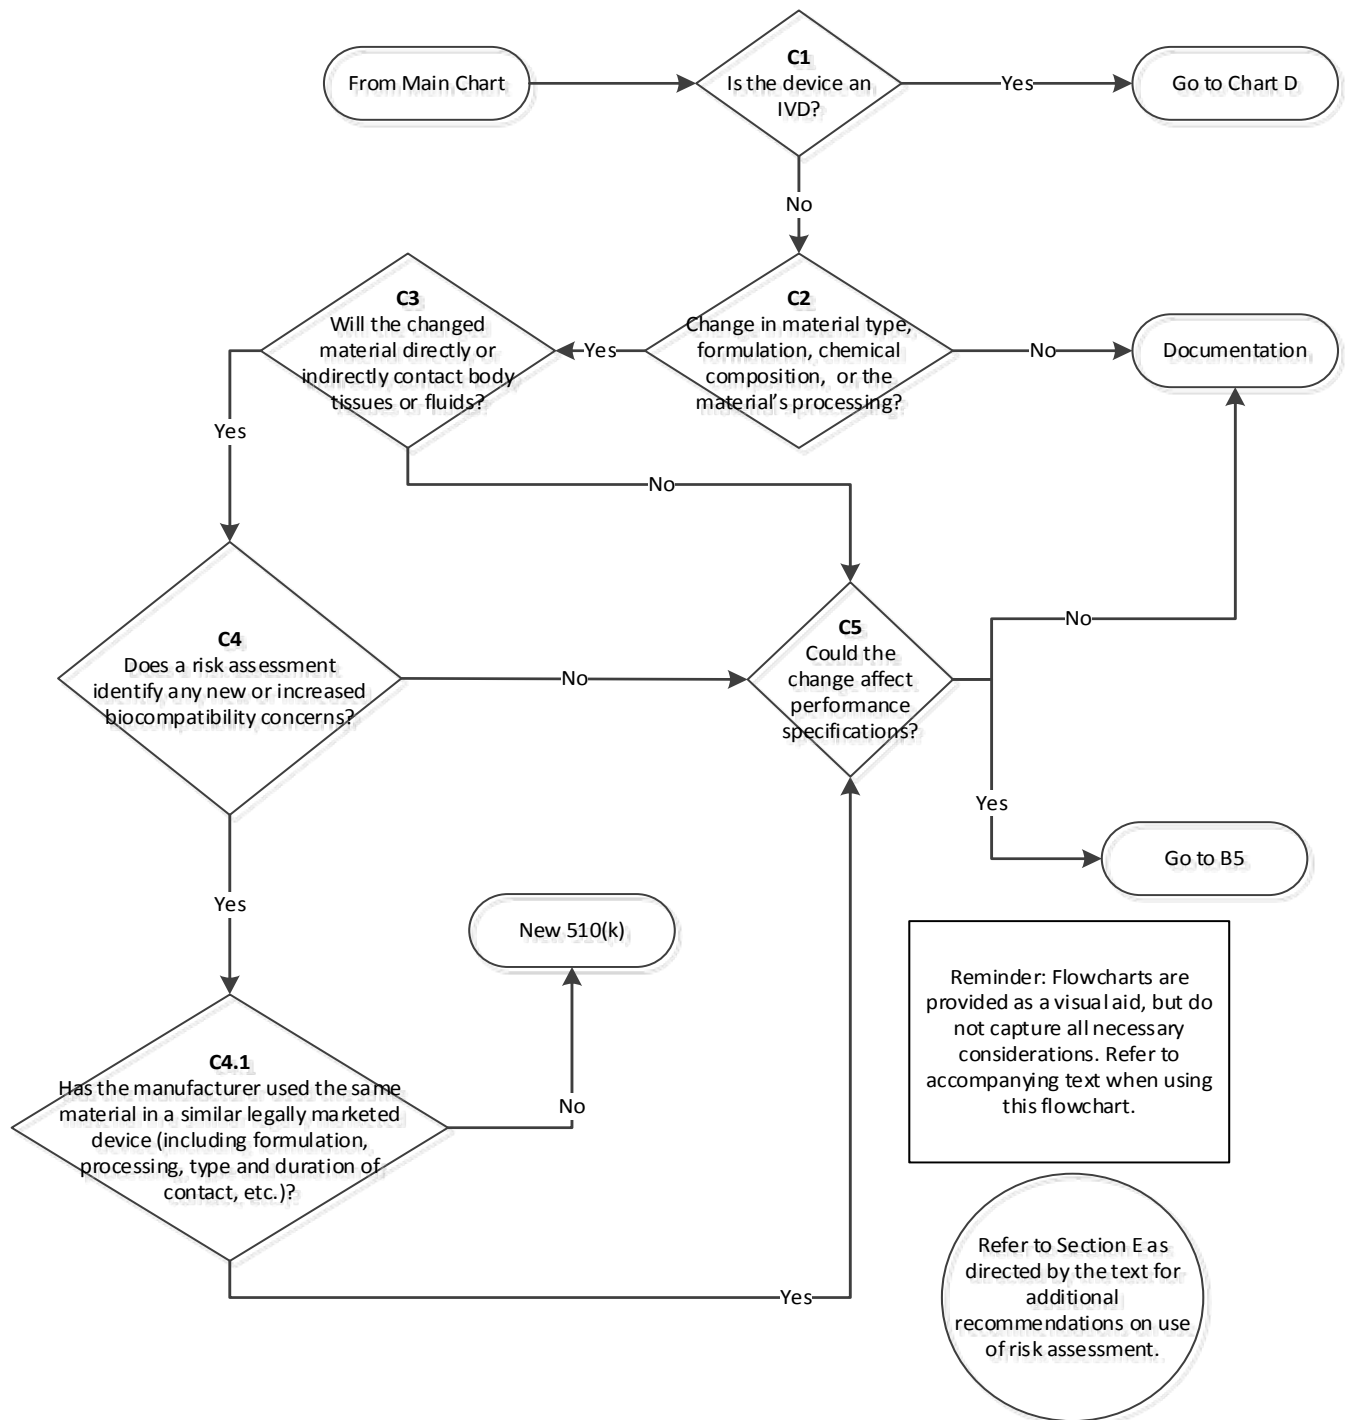 From Main Chart
C1
Is the device an
IVD?
Yes
Go to Chart D
No
C2
Change in material type,
formulation, chemical
composition, or the
material’s processing?
No
Documentation
Yes
C3
Will the changed
material directly or
indirectly contact body
tissues or fluids?
Yes
No
C4
Does a risk assessment
identify any new or increased
biocompatibility concerns?
No
C5
Could the
change affect
performance
specifications?
No
Yes
Go to B5
Yes
New 510(k)
C4.1
Has the manufacturer used the same
material in a similar legally marketed
device (including formulation,
processing, type and duration of
contact, etc.)?
No
Yes
Reminder: Flowcharts are
provided as a visual aid, but do
not capture all necessary
considerations. Refer to
accompanying text when using
this flowchart.
Refer to Section E as
directed by the text for
additional
recommendations on use
of risk assessment.